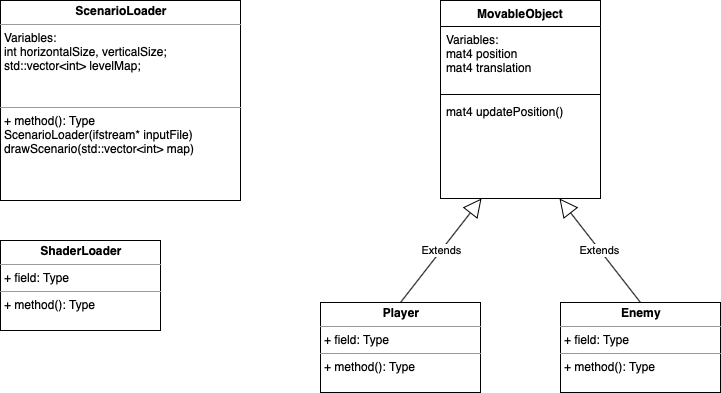 ScenarioLoader
Variables:
int horizontalSize, verticalSize;
std::vector<int> levelMap;
+ method(): Type
ScenarioLoader(ifstream* inputFile)
drawScenario(std::vector<int> map)
MovableObject
Variables:
mat4 position
mat4 translation
mat4 updatePosition()
ShaderLoader
+ field: Type
+ method(): Type
Extends
Extends
Player
+ field: Type
+ method(): Type
Enemy
+ field: Type
+ method(): Type